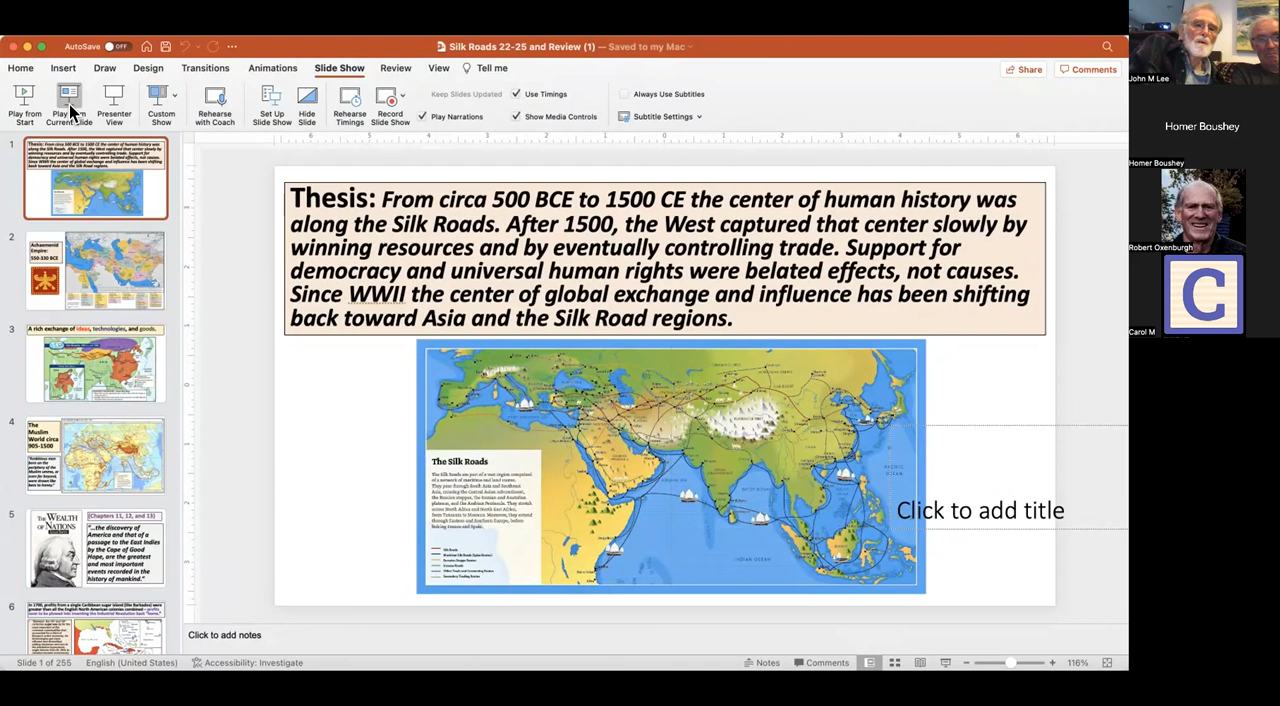 AutoSave OFF
Silk Roads 22-25 and Review (1) — Saved to my Mac
Home Insert Draw Design Transitions Animations Slide Show Review View Tell me
Share Comments
Play from Start
Play from Current Slide
Presenter View
Custom Show
Rehearse with Coach
Set Up Slide Show
Hide Slide
Rehearse Timings
Record Slide Show
Keep Slides Updated
Use Timings
Play Narrations
Show Media Controls
Always Use Subtitles
Subtitle Settings
1
2
Achaemenid
Empire:
550-330 BCE
3
A rich exchange of ideas, technologies, and goods.
4
The
Muslim
World circa
905-1500
5
THE WEALTH
OF NATIONS
(Chapters 11, 12, and 13)
"…the discovery of
America and that of a
passage to the East Indies
by the Cape of Good
Hope, are the greatest
and most important
events recorded in the
history of mankind."
6
Thesis: From circa 500 BCE to 1500 CE the center of human history was
along the Silk Roads. After 1500, the West captured that center slowly by
winning resources and by eventually controlling trade. Support for
democracy and universal human rights were belated effects, not causes.
Since WWII the center of global exchange and influence has been shifting
back toward Asia and the Silk Road regions.
The Silk Roads
INDIAN OCEAN
PACIFIC
OCEAN
Click to add title
Click to add notes
Slide 1 of 255 English (United States) Accessibility: Investigate
Notes Comments 116%
John M Lee
Homer Boushey
Homer Boushey
Robert Oxenburgh
C
Carol M